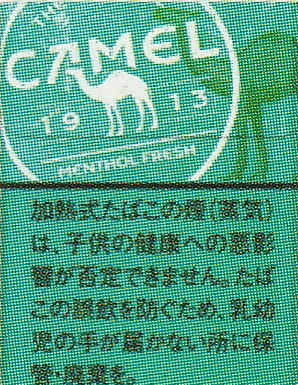 THE
CAMEL
1913
MENTHOL FRESH
加熱式たばこの煙(蒸気)
は、子供の健康への悪影
響が否定できません。たば
この誤飲を防ぐため、乳幼
児の手が届かない所に保
管・廃棄を。